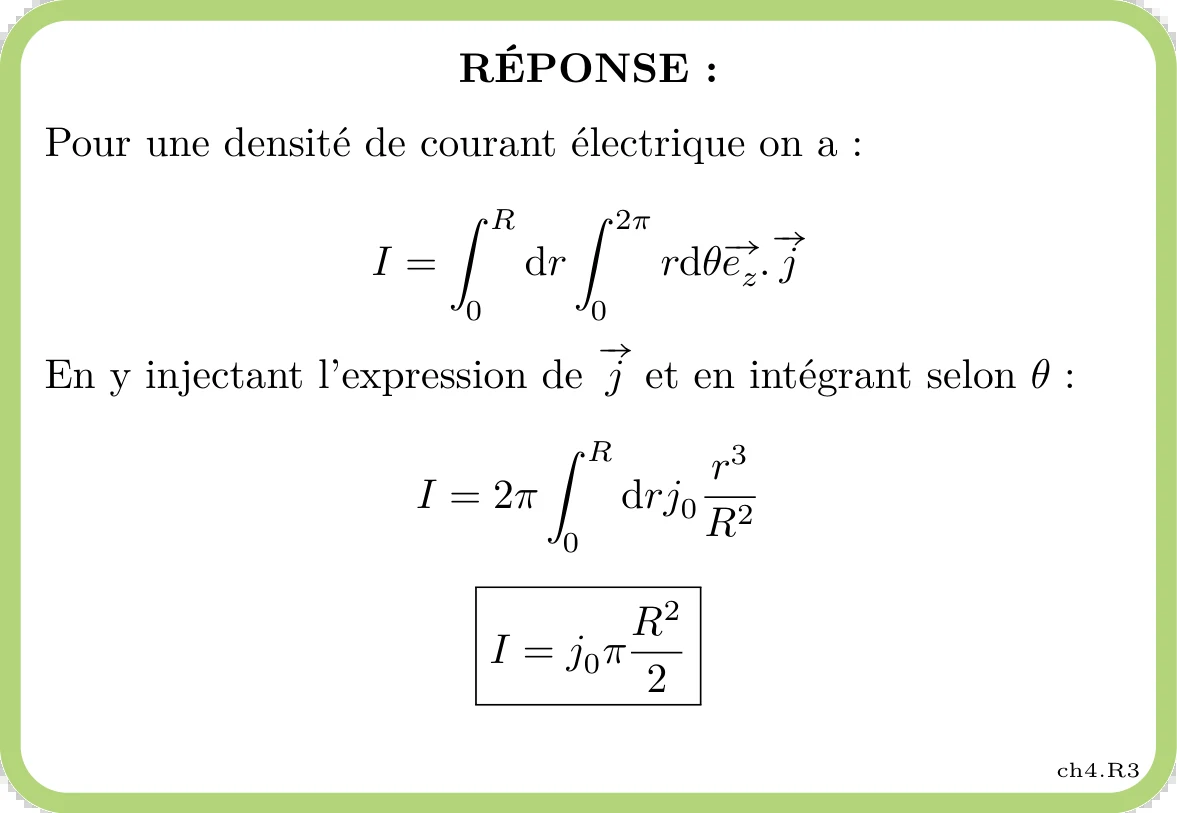 RÉPONSE :
Pour une densité de courant électrique on a :
$I = \int_0^R \mathrm{d}r \int_0^{2\pi} r\mathrm{d}\theta \overrightarrow{e_z}.\overrightarrow{j}$
En y injectant l'expression de $\overrightarrow{j}$ et en intégrant selon $\theta$ :
$I = 2\pi \int_0^R \mathrm{d}r j_0 \frac{r^3}{R^2}$
$I = j_0 \pi \frac{R^2}{2}$
ch4.R3